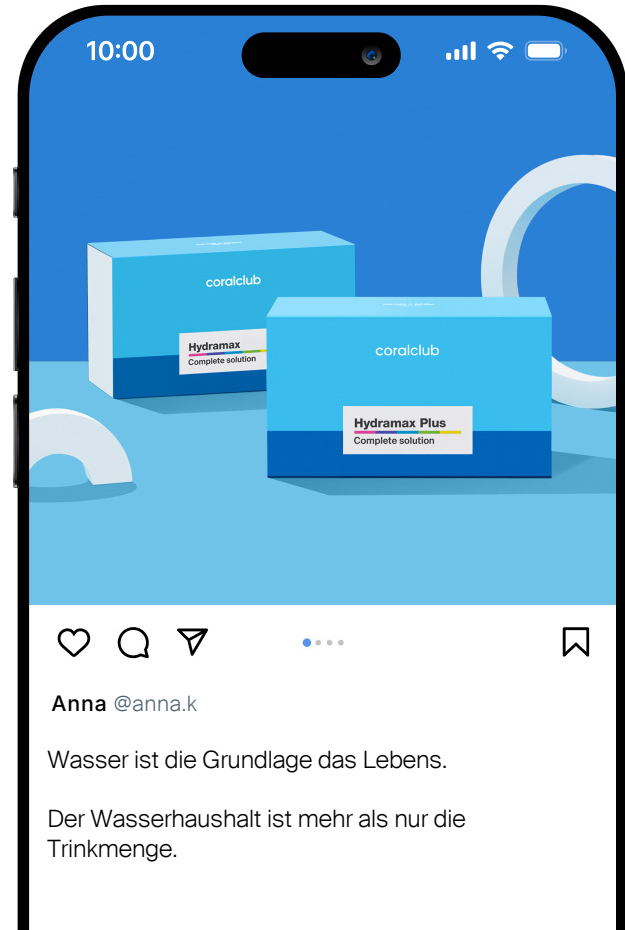 10:00
coralclub
Hydramax
Complete solution
coralclub
Hydramax Plus
Complete solution
Anna @anna.k
Wasser ist die Grundlage das Lebens.
Der Wasserhaushalt ist mehr als nur die
Trinkmenge.